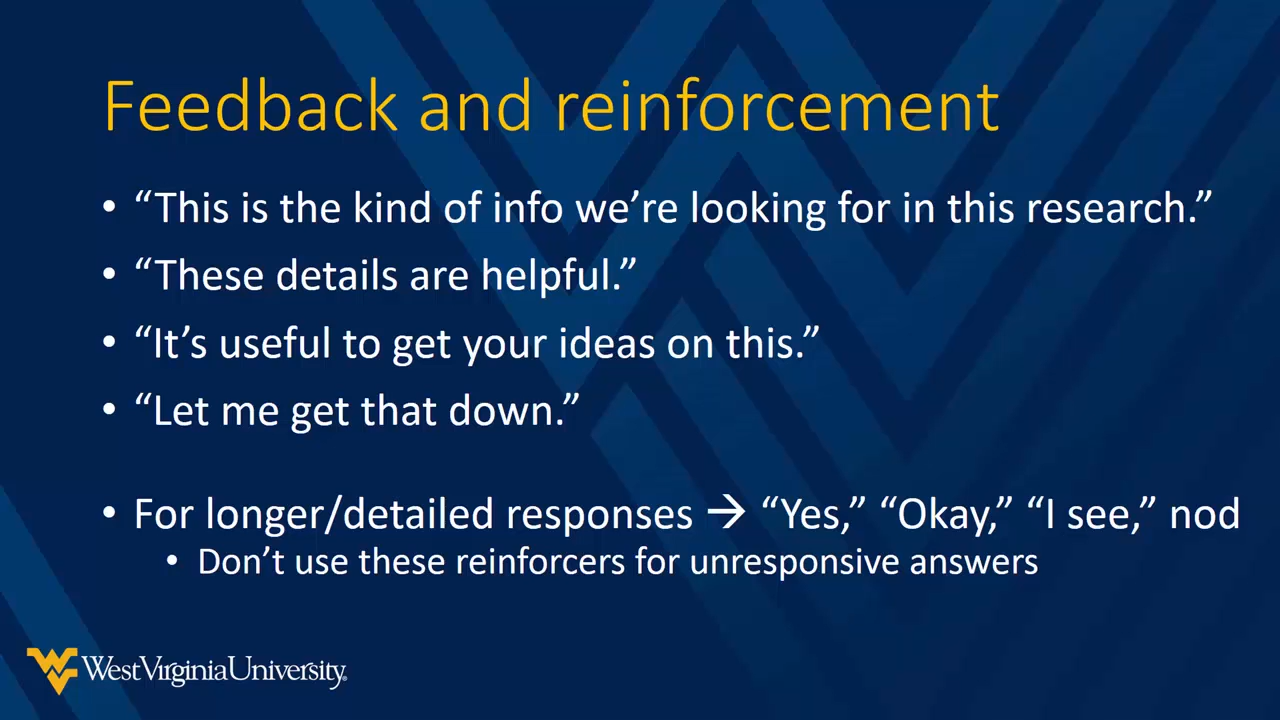 Feedback and reinforcement
• “This is the kind of info we’re looking for in this research.”
• “These details are helpful.”
• “It’s useful to get your ideas on this.”
• “Let me get that down.”
• For longer/detailed responses → “Yes,” “Okay,” “I see,” nod
• Don’t use these reinforcers for unresponsive answers
WestVirginiaUniversity.